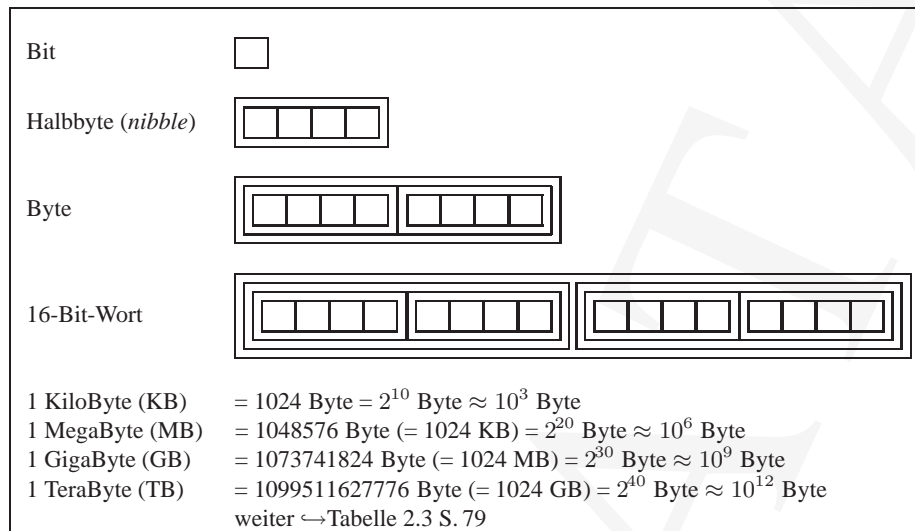 Bit
Halbbyte (nibble)
Byte
16-Bit-Wort
1 KiloByte (KB) = 1024 Byte = 2^10 Byte ≈ 10^3 Byte
1 MegaByte (MB) = 1048576 Byte (= 1024 KB) = 2^20 Byte ≈ 10^6 Byte
1 GigaByte (GB) = 1073741824 Byte (= 1024 MB) = 2^30 Byte ≈ 10^9 Byte
1 TeraByte (TB) = 1099511627776 Byte (= 1024 GB) = 2^40 Byte ≈ 10^12 Byte
weiter ↪Tabelle 2.3 S. 79